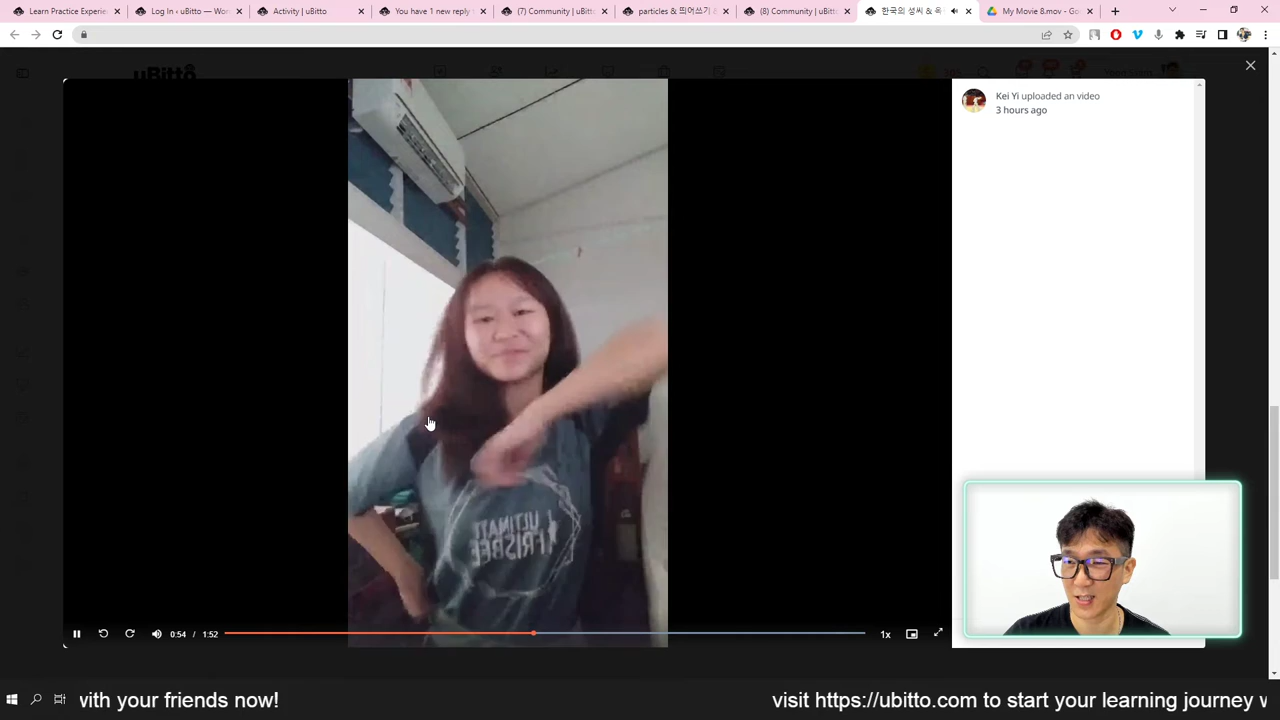 Learn Practice Experie
Log In ‹ uBitto — Wor
Activity | uBitto
You have 1 new reply
(7) Community | uBitt
particles & 띄어쓰기
(8) Community | uBitt
한국의 성씨 &
My Movie 8.mov - Go
uBitto
Kei Yi uploaded an video
3 hours ago
ULTIMATE
FRISBEE
0:54 / 1:52
1x
vith your friends now!
visit https://ubitto.com to start your learning journey v